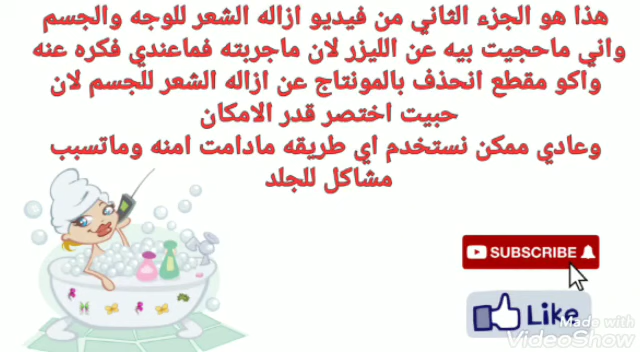 هذا هو الجزء الثاني من فيديو ازاله الشعر للوجه والجسم
واني ماحجيت بيه عن الليزر لان ماجربته فماعندي فكره عنه
واكو مقطع انحذف بالمونتاج عن ازاله الشعر للجسم لان
حبيت اختصر قدر الامكان
وعادي ممكن نستخدم اي طريقه مادامت امنه وماتسبب
مشاكل للجلد
SUBSCRIBE
Like
Made with
VideoShow